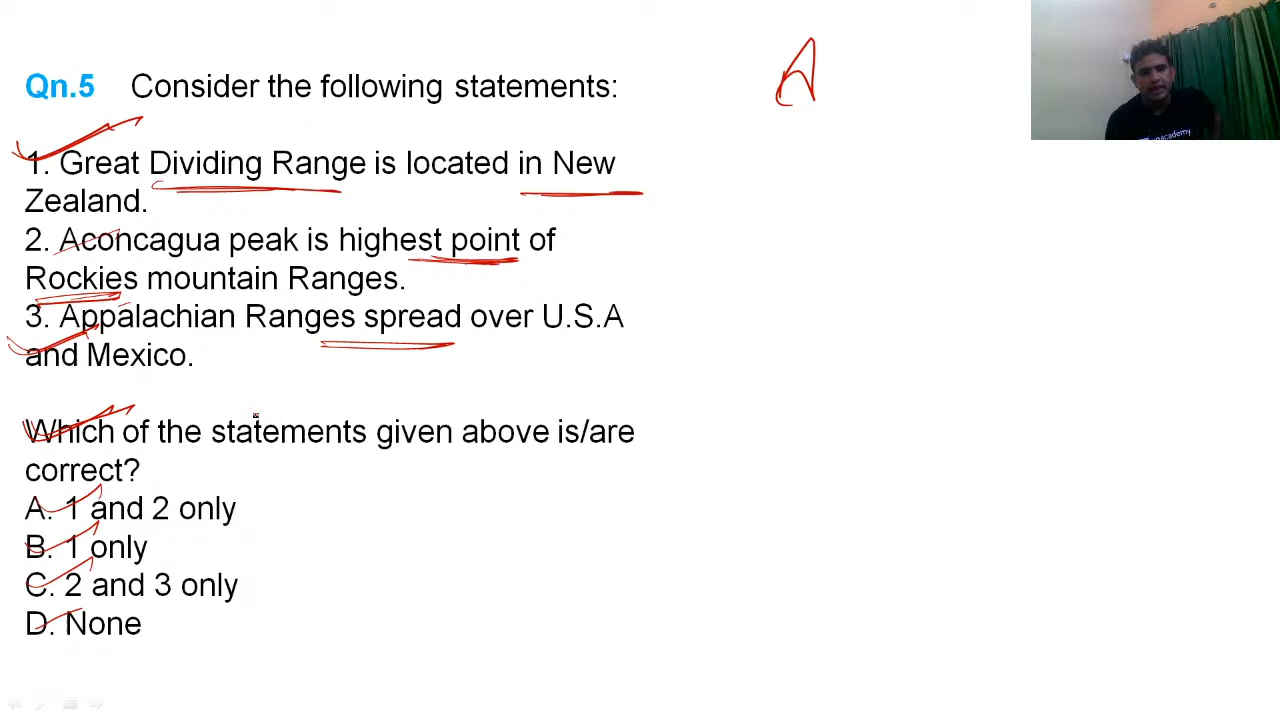 Qn.5 Consider the following statements:
A
1. Great Dividing Range is located in New
Zealand.
2. Aconcagua peak is highest point of
Rockies mountain Ranges.
3. Appalachian Ranges spread over U.S.A
and Mexico.
Which of the statements given above is/are
correct?
A. 1 and 2 only
B. 1 only
C. 2 and 3 only
D. None